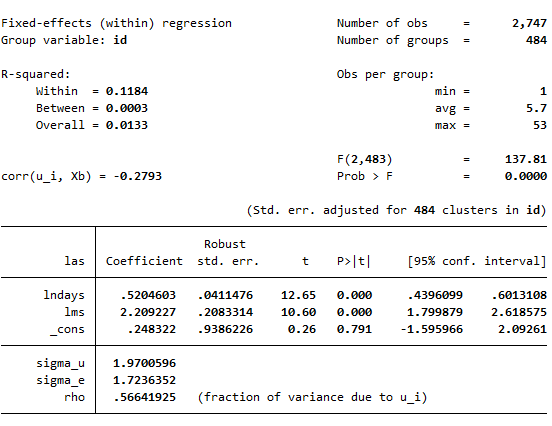 Fixed-effects (within) regression Number of obs = 2,747
Group variable: id Number of groups = 484
R-squared: Obs per group:
Within = 0.1184 min = 1
Between = 0.0003 avg = 5.7
Overall = 0.0133 max = 53
F(2,483) = 137.81
corr(u_i, Xb) = -0.2793 Prob > F = 0.0000
(Std. err. adjusted for 484 clusters in id)
Robust
las Coefficient std. err. t P>|t| [95% conf. interval]
lndays .5204603 .0411476 12.65 0.000 .4396099 .6013108
lms 2.209227 .2083314 10.60 0.000 1.799879 2.618575
_cons .248322 .9386226 0.26 0.791 -1.595966 2.09261
sigma_u 1.9700596
sigma_e 1.7236352
rho .56641925 (fraction of variance due to u_i)